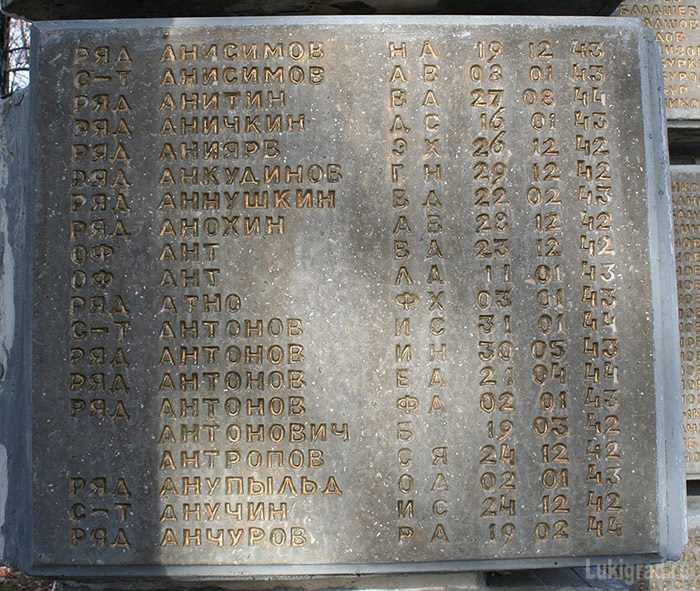 РЯД АНИСИМОВ Н А 19 12 43
С-Т АНИСИМОВ А В 08 01 43
РЯД АНИТИН В А 27 08 44
РЯД АНИЧКИН Д С 16 01 43
РЯД АНИЯРВ Э Х 26 12 42
РЯД АНКУДИНОВ Г Н 29 12 42
РЯД АННУШКИН В Д 22 02 43
РЯД АНОХИН А В 28 12 42
ОФ АНТ В А 23 12 42
ОФ АНТ Л Д 11 01 43
РЯД АТНО Ф Х 03 01 43
С-Т АНТОНОВ И С 31 01 44
РЯД АНТОНОВ И Н 30 05 43
РЯД АНТОНОВ Е Д 21 04 44
РЯД АНТОНОВ Ф А 02 01 43
АНТОНОВИЧ Б 19 03 42
АНТРОПОВ С Я 24 12 42
РЯД АНУПЫЛЬД О Д 02 01 43
С-Т АНУЧИН И С 24 12 42
РЯД АНЧУРОВ Р А 19 02 44
Lukigrad.ru